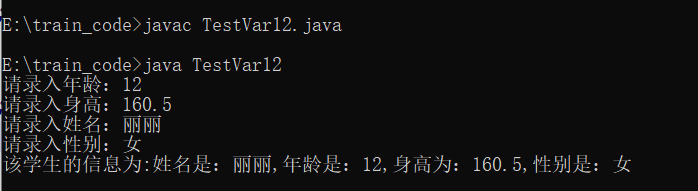 E:\train_code>javac TestVar12.java
E:\train_code>java TestVar12
请录入年龄：12
请录入身高：160.5
请录入姓名：丽丽
请录入性别：女
该学生的信息为:姓名是：丽丽,年龄是：12,身高为：160.5,性别是：女